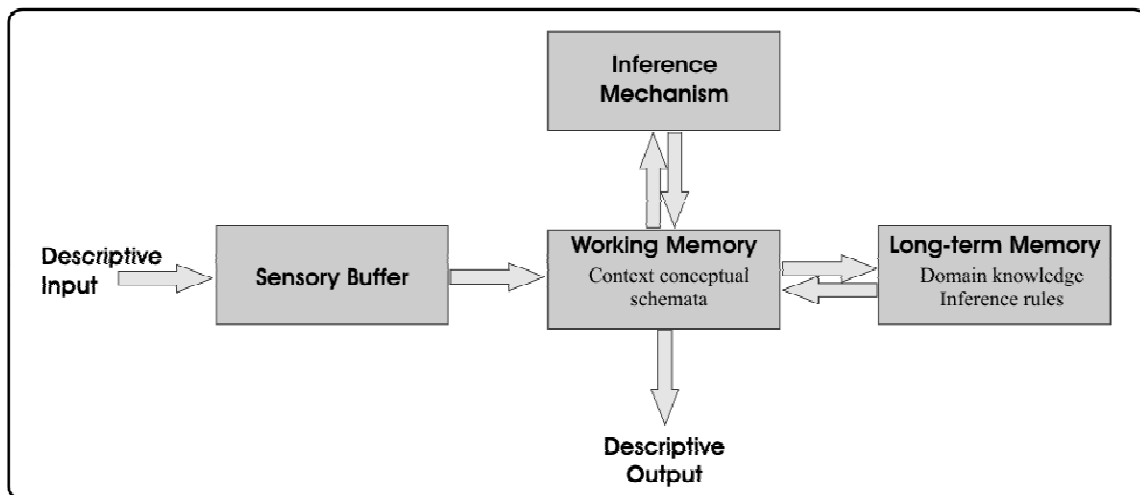 Inference
Mechanism
Descriptive
Input
Sensory Buffer
Working Memory
Context conceptual
schemata
Long-term Memory
Domain knowledge
Inference rules
Descriptive
Output